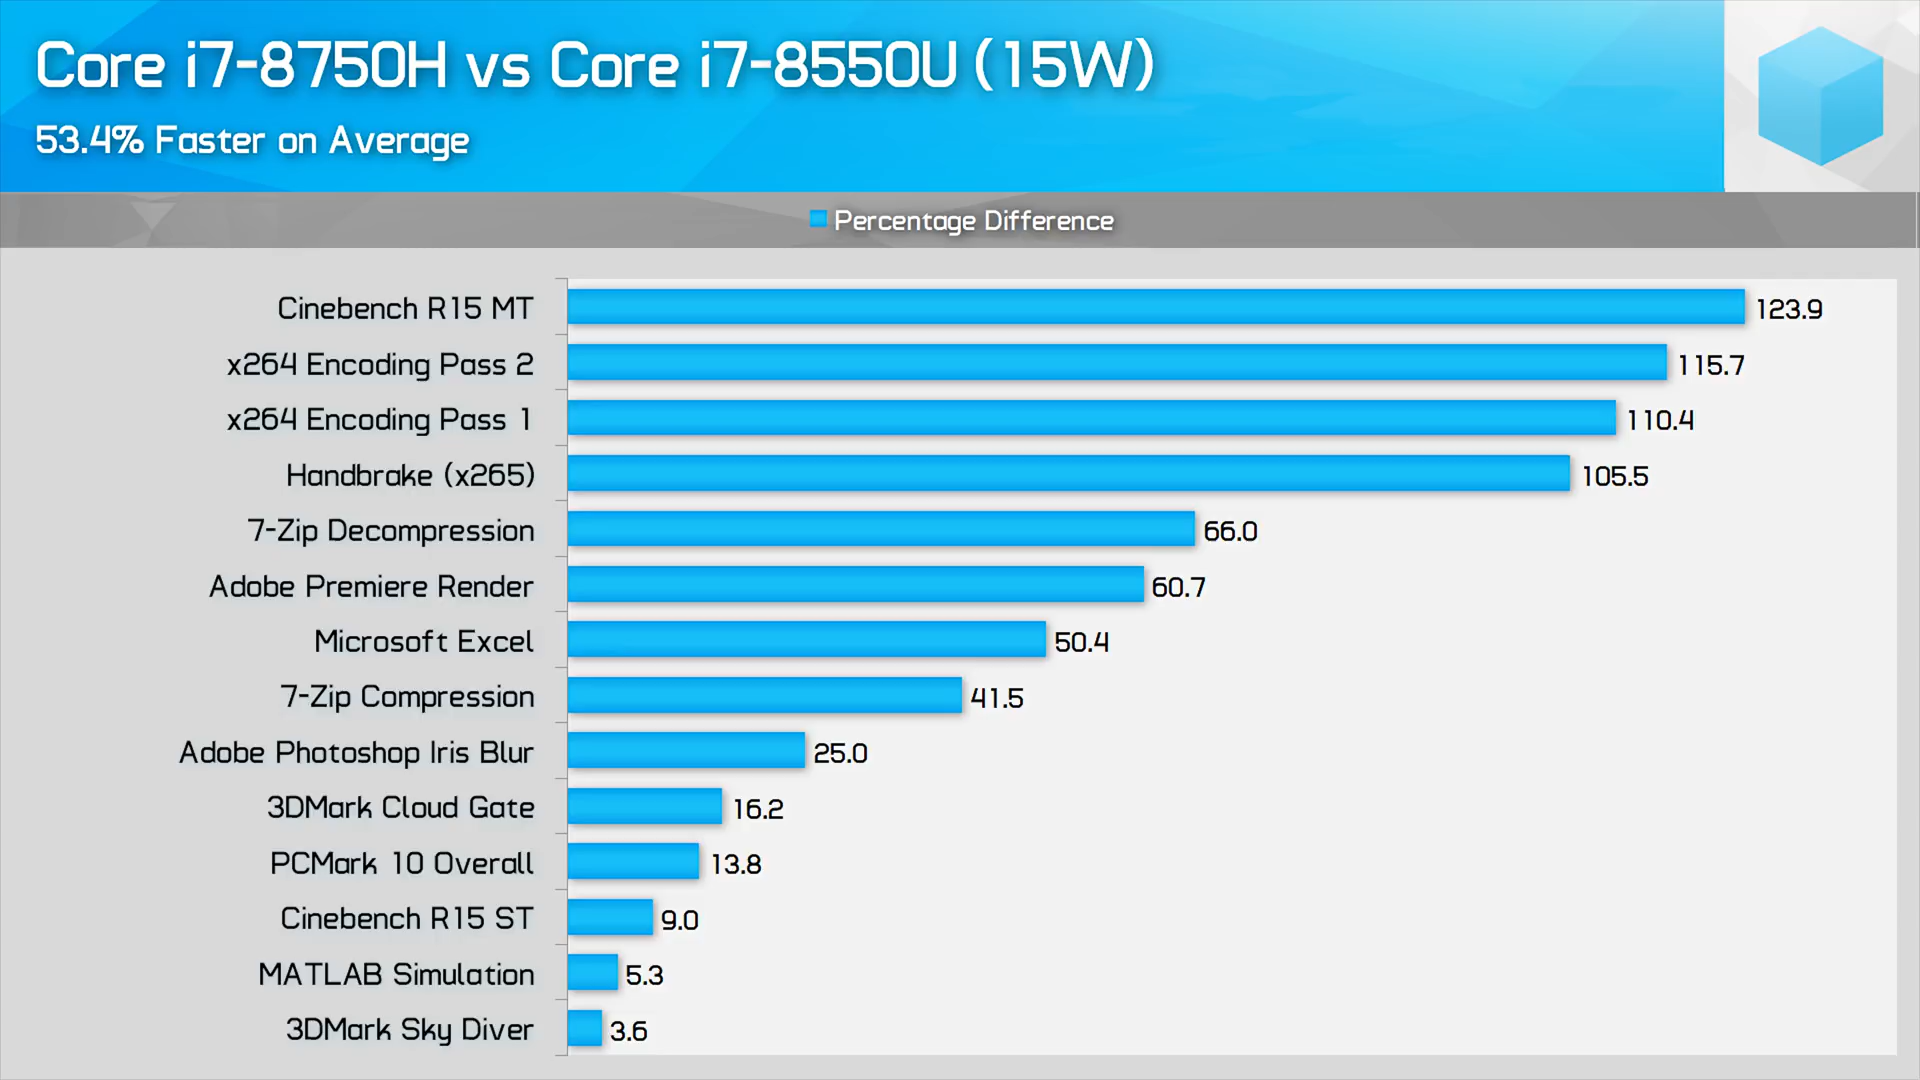 Core i7-8750H vs Core i7-8550U (15W)
53.4% Faster on Average
Percentage Difference
Cinebench R15 MT 123.9
x264 Encoding Pass 2 115.7
x264 Encoding Pass 1 110.4
Handbrake (x265) 105.5
7-Zip Decompression 66.0
Adobe Premiere Render 60.7
Microsoft Excel 50.4
7-Zip Compression 41.5
Adobe Photoshop Iris Blur 25.0
3DMark Cloud Gate 16.2
PCMark 10 Overall 13.8
Cinebench R15 ST 9.0
MATLAB Simulation 5.3
3DMark Sky Diver 3.6